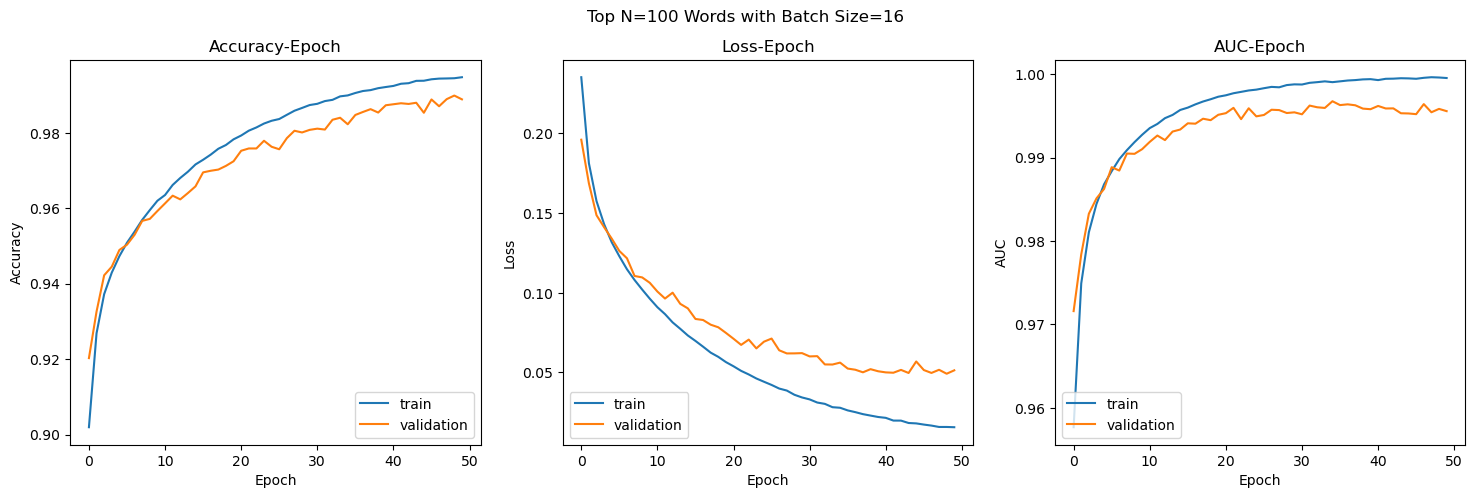 Top N=100 Words with Batch Size=16
Accuracy-Epoch
Accuracy
0.98
0.96
0.94
0.92
0.90
train
validation
0 10 20 30 40 50
Epoch
Loss-Epoch
Loss
0.20
0.15
0.10
0.05
train
validation
0 10 20 30 40 50
Epoch
AUC-Epoch
AUC
1.00
0.99
0.98
0.97
0.96
train
validation
0 10 20 30 40 50
Epoch